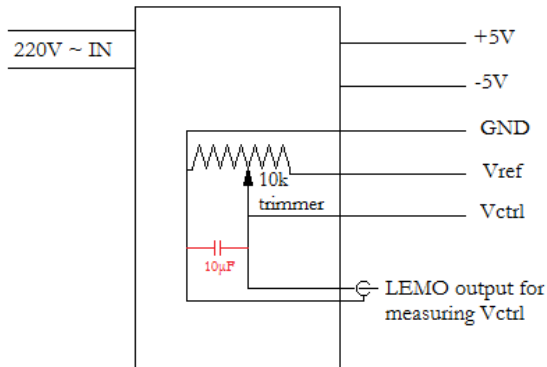 220V ~ IN
+5V
-5V
GND
Vref
10k
trimmer
Vctrl
10µF
LEMO output for
measuring Vctrl